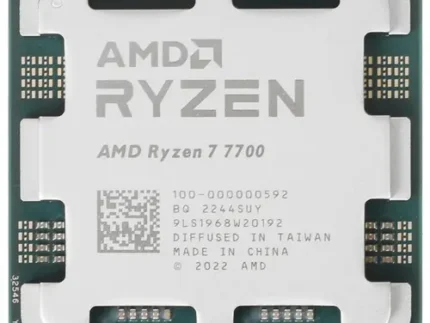 AMD
RYZEN
AMD Ryzen 7 7700
100-000000592
BQ 2244SUY
9LS1968W20192
DIFFUSED IN TAIWAN
MADE IN CHINA
© 2022 AMD
32546